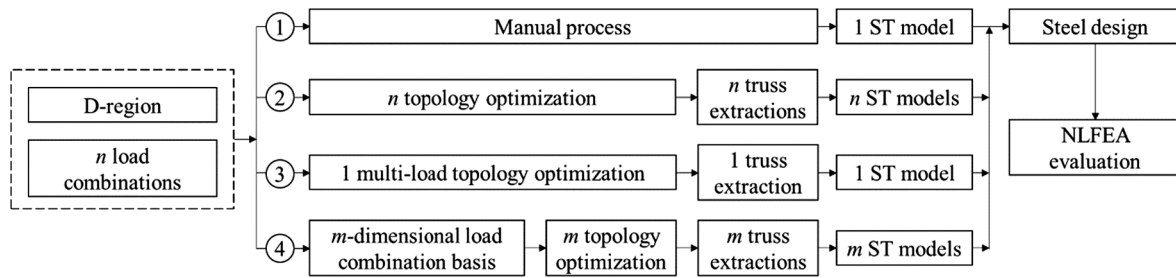 D-region
n load
combinations
1
Manual process
1 ST model
2
n topology optimization
n truss
extractions
n ST models
3
1 multi-load topology optimization
1 truss
extraction
1 ST model
4
m-dimensional load
combination basis
m topology
optimization
m truss
extractions
m ST models
Steel design
NLFEA
evaluation